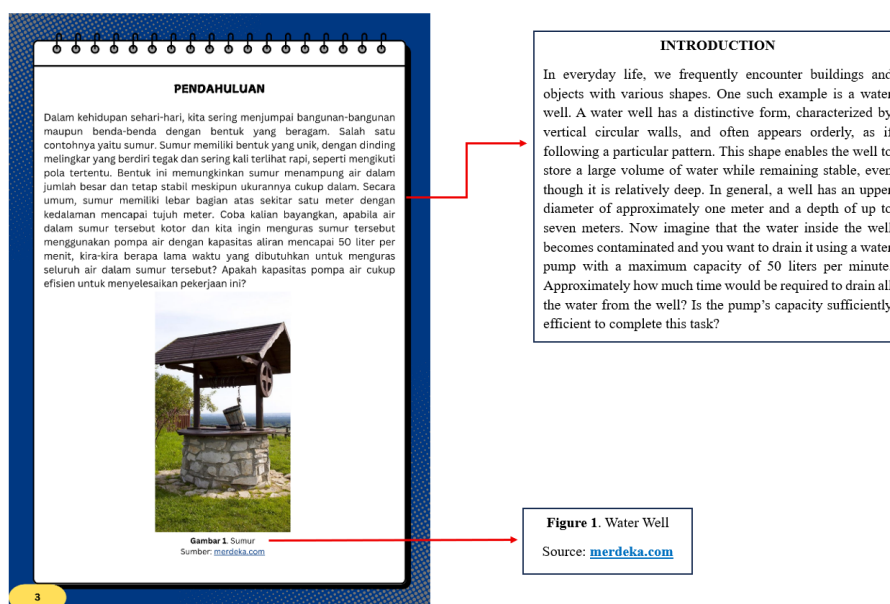 PENDAHULUAN
Dalam kehidupan sehari-hari, kita sering menjumpai bangunan-bangunan
maupun benda-benda dengan bentuk yang beragam. Salah satu
contohnya yaitu sumur. Sumur memiliki bentuk yang unik, dengan dinding
melingkar yang berdiri tegak dan sering kali terlihat rapi, seperti mengikuti
pola tertentu. Bentuk ini memungkinkan sumur menampung air dalam
jumlah besar dan tetap stabil meskipun ukurannya cukup dalam. Secara
umum, sumur memiliki lebar bagian atas sekitar satu meter dengan
kedalaman mencapai tujuh meter. Coba kalian bayangkan, apabila air
dalam sumur tersebut kotor dan kita ingin menguras sumur tersebut
menggunakan pompa air dengan kapasitas aliran mencapai 50 liter per
menit, kira-kira berapa lama waktu yang dibutuhkan untuk menguras
seluruh air dalam sumur tersebut? Apakah kapasitas pompa air cukup
efisien untuk menyelesaikan pekerjaan ini?
Gambar 1. Sumur
Sumber: merdeka.com
3
INTRODUCTION
In everyday life, we frequently encounter buildings and
objects with various shapes. One such example is a water
well. A water well has a distinctive form, characterized by
vertical circular walls, and often appears orderly, as if
following a particular pattern. This shape enables the well to
store a large volume of water while remaining stable, even
though it is relatively deep. In general, a well has an upper
diameter of approximately one meter and a depth of up to
seven meters. Now imagine that the water inside the well
becomes contaminated and you want to drain it using a water
pump with a maximum capacity of 50 liters per minute.
Approximately how much time would be required to drain all
the water from the well? Is the pump's capacity sufficiently
efficient to complete this task?
Figure 1. Water Well
Source: merdeka.com